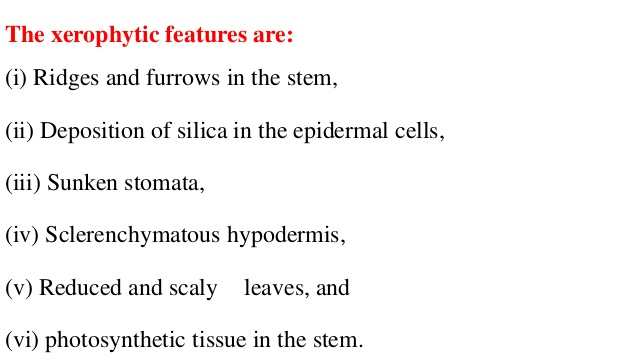 The xerophytic features are:
(i) Ridges and furrows in the stem,
(ii) Deposition of silica in the epidermal cells,
(iii) Sunken stomata,
(iv) Sclerenchymatous hypodermis,
(v) Reduced and scaly leaves, and
(vi) photosynthetic tissue in the stem.